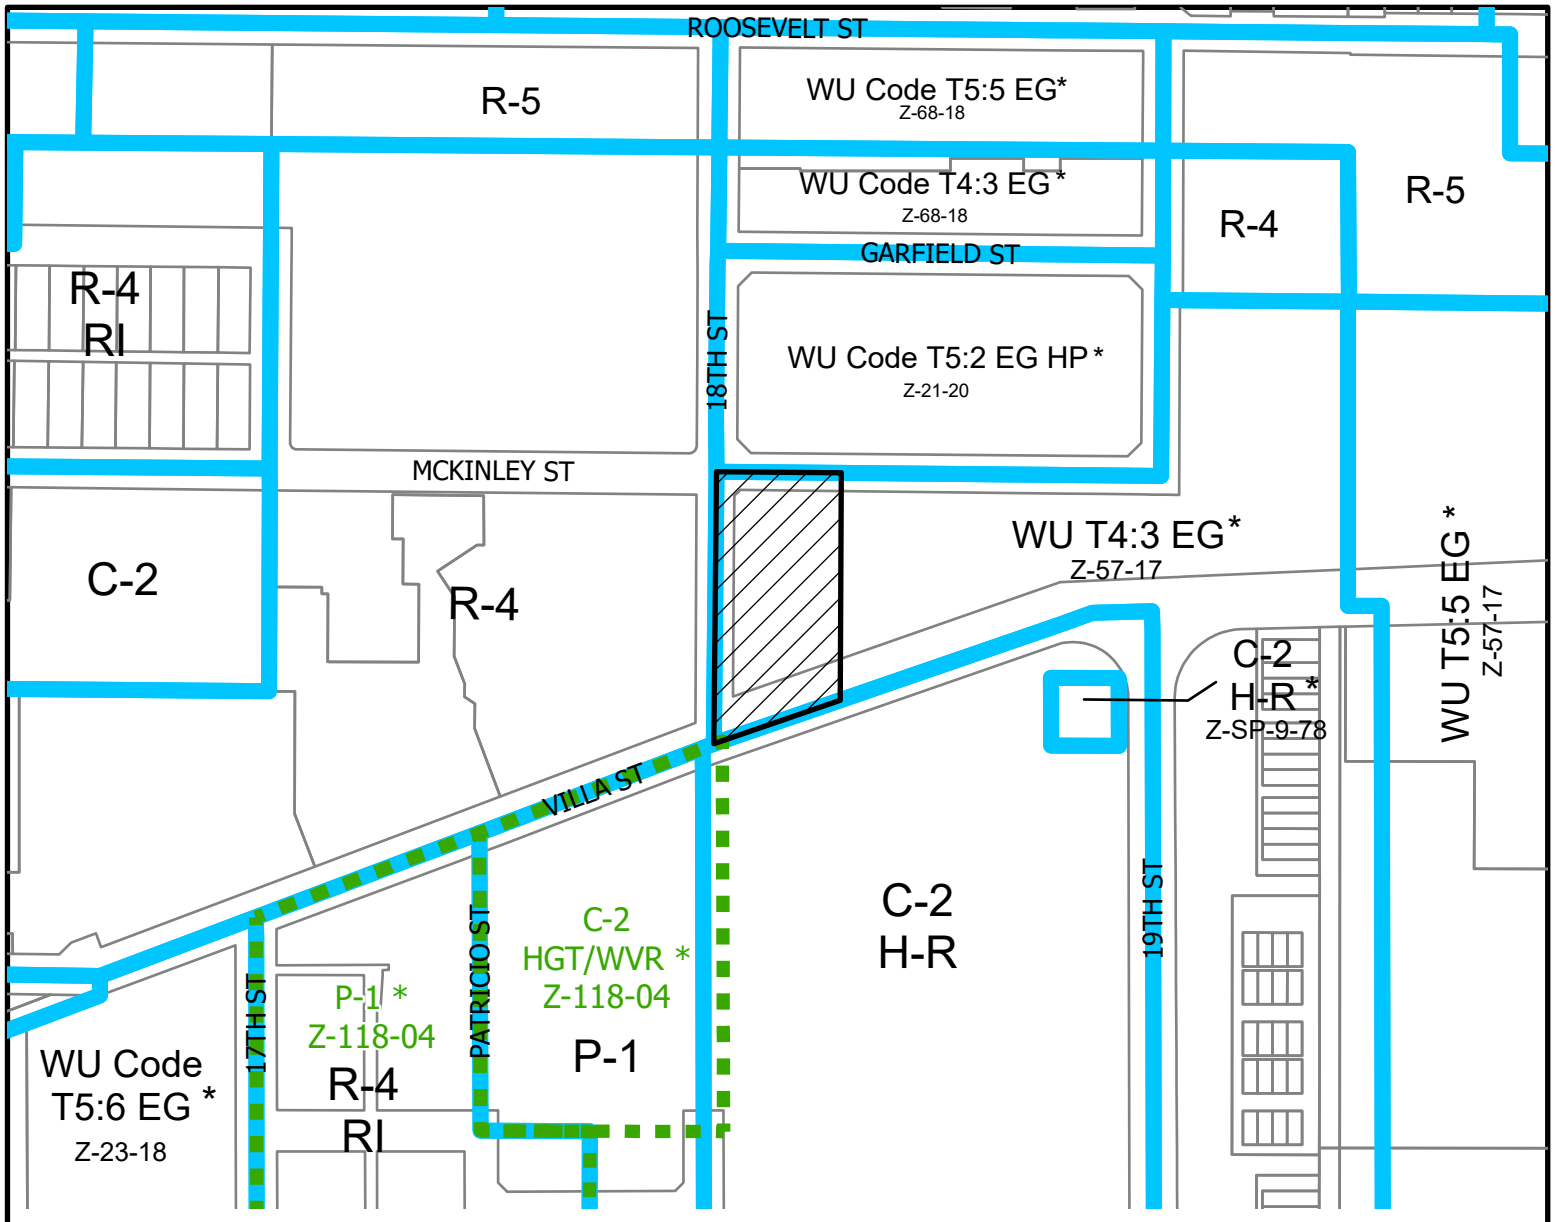 ROOSEVELT ST
R-5
WU Code T5:5 EG*
Z-68-18
WU Code T4:3 EG*
Z-68-18
R-4
R-5
GARFIELD ST
R-4
RI
18TH ST
WU Code T5:2 EG HP*
Z-21-20
MCKINLEY ST
C-2
R-4
WU T4:3 EG*
Z-57-17
WU T5:5 EG*
Z-57-17
C-2
H-R *
Z-SP-9-78
VILLA ST
C-2
H-R
19TH ST
C-2
HGT/WVR *
Z-118-04
P-1
PATRICIO ST
P-1 *
Z-118-04
R-4
RI
17TH ST
WU Code
T5:6 EG *
Z-23-18